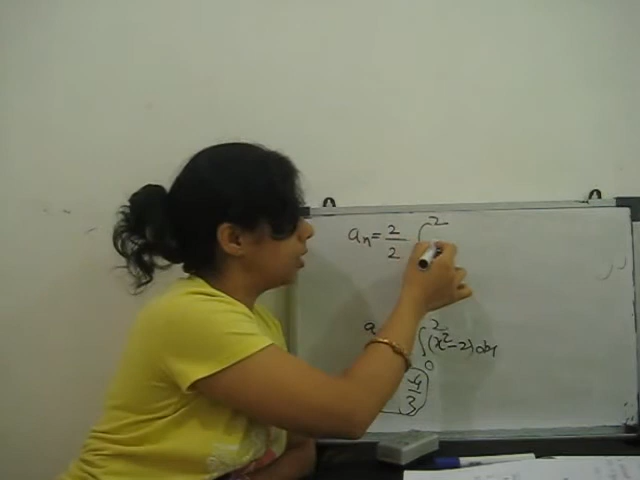 aₙ = 2/2 ∫ 2
a ∫₀² (x² - 2) dx
4/3